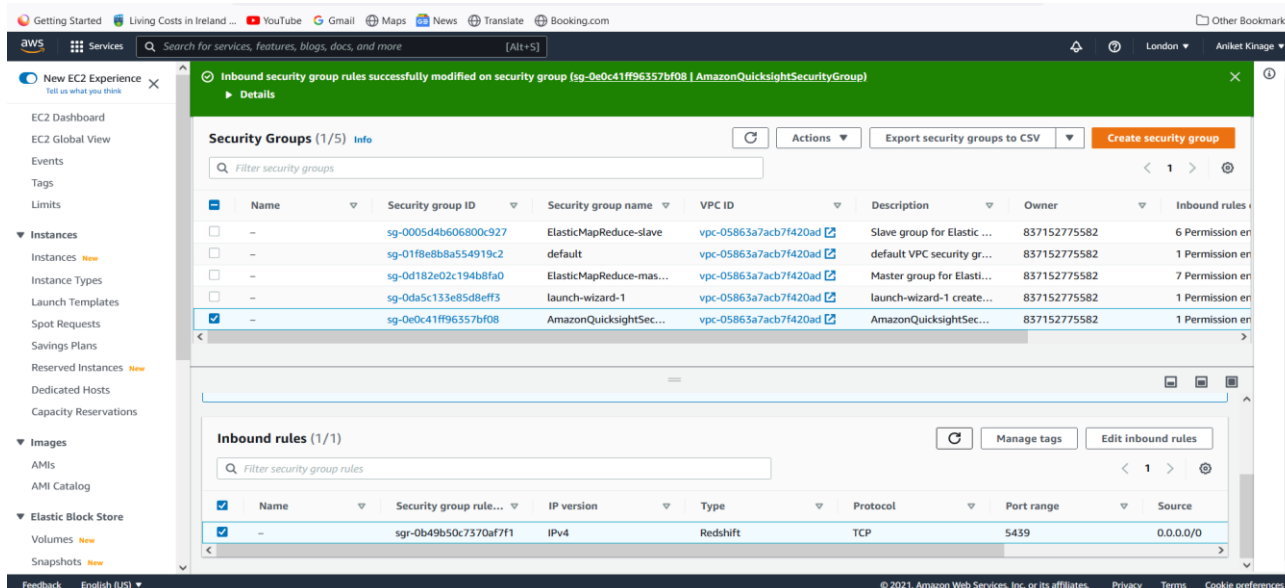 Getting Started Living Costs in Ireland ... YouTube Gmail Maps News Translate Booking.com Other Bookmark
aws Services Search for services, features, blogs, docs, and more [Alt+S] London ▼ Aniket Kinage ▼
New EC2 Experience
Tell us what you think
EC2 Dashboard
EC2 Global View
Events
Tags
Limits
Instances
Instances New
Instance Types
Launch Templates
Spot Requests
Savings Plans
Reserved Instances New
Dedicated Hosts
Capacity Reservations
Images
AMIs
AMI Catalog
Elastic Block Store
Volumes New
Snapshots New
Inbound security group rules successfully modified on security group (sg-0e0c41ff96357bf08 | AmazonQuicksightSecurityGroup)
Details
Security Groups (1/5) Info Actions ▼ Export security groups to CSV ▼ Create security group
Filter security groups 1
Name Security group ID Security group name VPC ID Description Owner Inbound rules
– sg-0005d4b606800c927 ElasticMapReduce-slave vpc-05863a7acb7f420ad Slave group for Elastic ... 837152775582 6 Permission en
– sg-01f8e8b8a554919c2 default vpc-05863a7acb7f420ad default VPC security gr... 837152775582 1 Permission en
– sg-0d182e02c194b8fa0 ElasticMapReduce-mas... vpc-05863a7acb7f420ad Master group for Elasti... 837152775582 7 Permission en
– sg-0da5c133e85d8eff3 launch-wizard-1 vpc-05863a7acb7f420ad launch-wizard-1 create... 837152775582 1 Permission en
– sg-0e0c41ff96357bf08 AmazonQuicksightSec... vpc-05863a7acb7f420ad AmazonQuicksightSec... 837152775582 1 Permission en
Inbound rules (1/1) Manage tags Edit inbound rules
Filter security group rules 1
Name Security group rule... IP version Type Protocol Port range Source
– sgr-0b49b50c7370af7f1 IPv4 Redshift TCP 5439 0.0.0.0/0
Feedback English (US) ▼ © 2021, Amazon Web Services, Inc. or its affiliates. Privacy Terms Cookie preferences